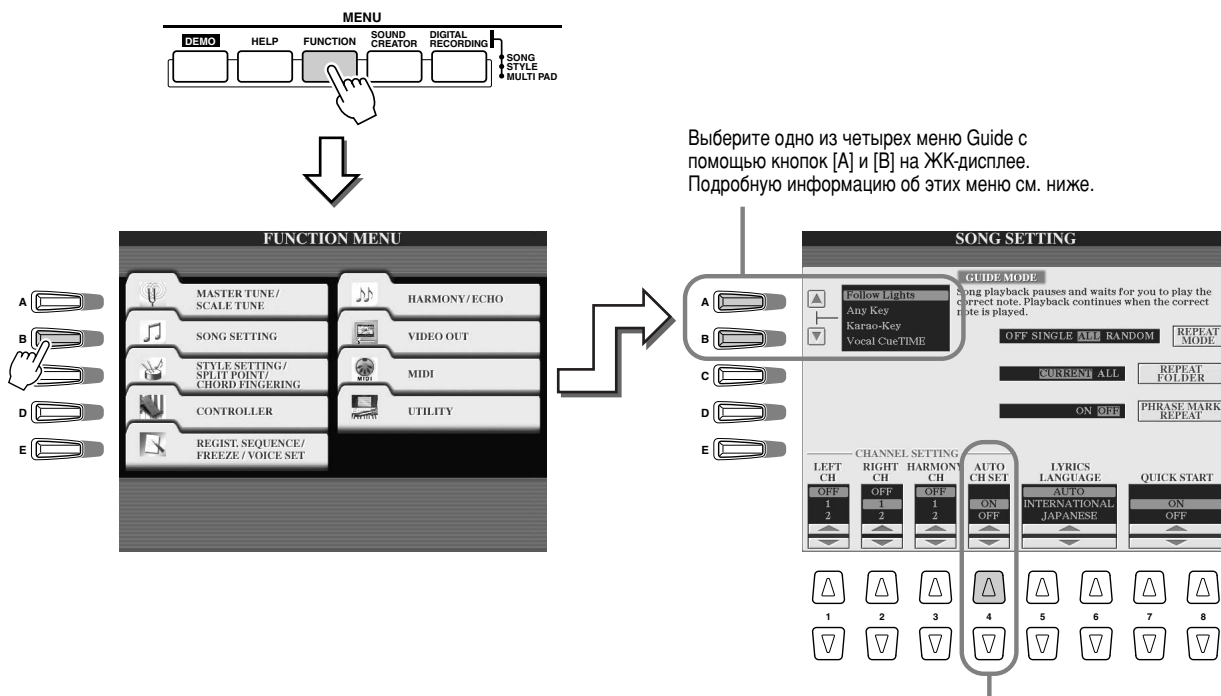 MENU
DEMO
HELP
FUNCTION
SOUND
CREATOR
DIGITAL
RECORDING
SONG
STYLE
MULTI PAD
Выберите одно из четырех меню Guide с
помощью кнопок [A] и [B] на ЖК-дисплее.
Подробную информацию об этих меню см. ниже.
FUNCTION MENU
A
B
D
E
MASTER TUNE /
SCALE TUNE
SONG SETTING
STYLE SETTING /
SPLIT POINT /
CHORD FINGERING
CONTROLLER
REGIST. SEQUENCE /
FREEZE / VOICE SET
HARMONY / ECHO
VIDEO OUT
MIDI
MIDI
UTILITY
SONG SETTING
A
B
C
D
E
Follow Lights
Any Key
Karao-Key
Vocal CueTIME
GUIDE MODE
Song playback pauses and waits for you to play the
correct note. Playback continues when the correct
note is played.
OFF SINGLE ALL RANDOM
REPEAT
MODE
CURRENT ALL
REPEAT
FOLDER
ON OFF
PHRASE MARK
REPEAT
CHANNEL SETTING
LEFT
CH
RIGHT
CH
HARMONY
CH
AUTO
CH SET
LYRICS
LANGUAGE
QUICK START
OFF
1
2
OFF
1
2
OFF
1
2
ON
OFF
AUTO
INTERNATIONAL
JAPANESE
ON
OFF
1 2 3 4 5 6 7 8